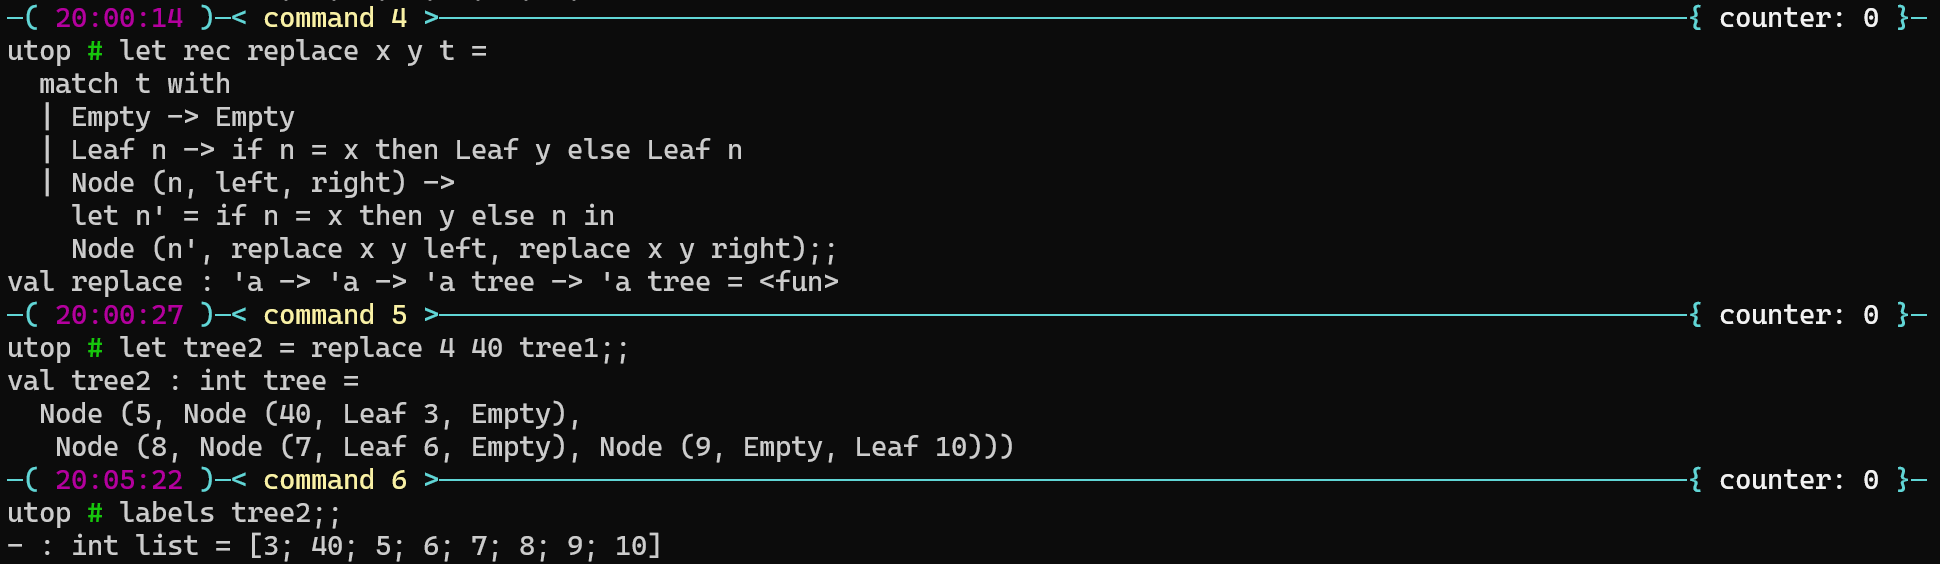 —( 20:00:14 )—< command 4 >—{ counter: 0 }—
utop # let rec replace x y t =
  match t with
  | Empty -> Empty
  | Leaf n -> if n = x then Leaf y else Leaf n
  | Node (n, left, right) ->
    let n' = if n = x then y else n in
    Node (n', replace x y left, replace x y right);;
val replace : 'a -> 'a -> 'a tree -> 'a tree = <fun>
—( 20:00:27 )—< command 5 >—{ counter: 0 }—
utop # let tree2 = replace 4 40 tree1;;
val tree2 : int tree =
  Node (5, Node (40, Leaf 3, Empty),
   Node (8, Node (7, Leaf 6, Empty), Node (9, Empty, Leaf 10)))
—( 20:05:22 )—< command 6 >—{ counter: 0 }—
utop # labels tree2;;
- : int list = [3; 40; 5; 6; 7; 8; 9; 10]